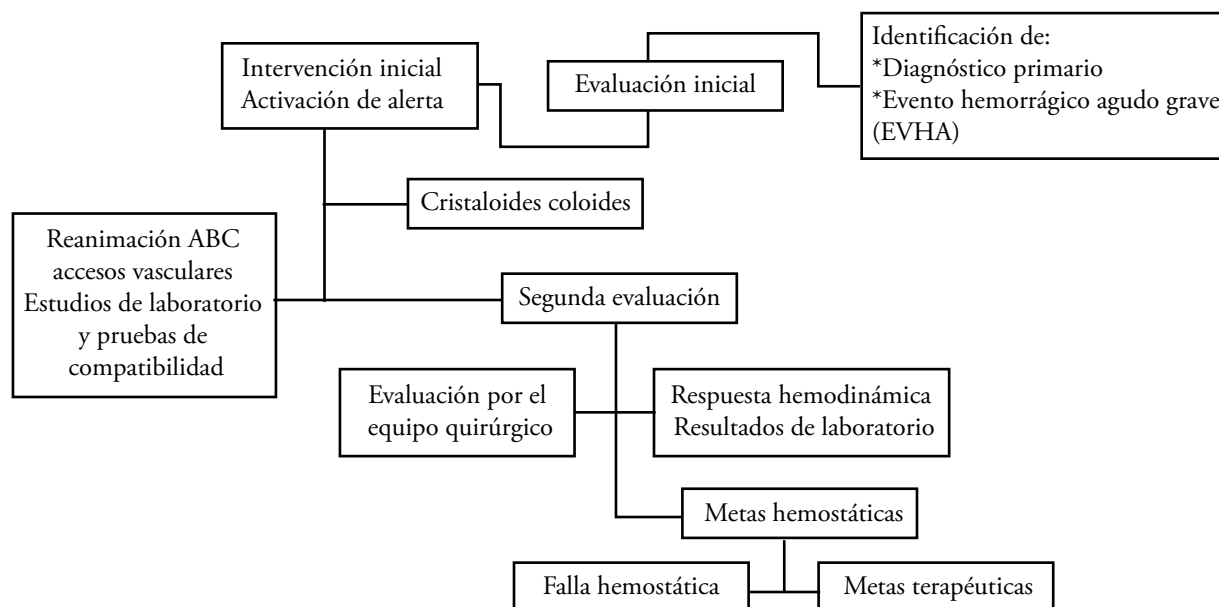 Intervención inicial
Activación de alerta
Evaluación inicial
Identificación de:
*Diagnóstico primario
*Evento hemorrágico agudo grave
(EVHA)
Cristaloides coloides
Reanimación ABC
accesos vasculares
Estudios de laboratorio
y pruebas de
compatibilidad
Segunda evaluación
Evaluación por el
equipo quirúrgico
Respuesta hemodinámica
Resultados de laboratorio
Metas hemostáticas
Falla hemostática
Metas terapéuticas